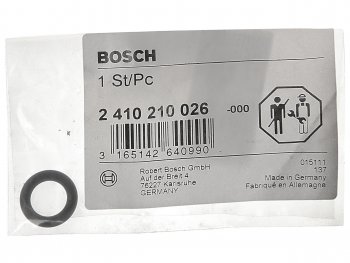 BOSCH
1 St/Pc
2 410 210 026 -000
3 165142 640990
Robert Bosch GmbH
Auf der Breit 4
76227 Karlsruhe
GERMANY
015111
137
Made in Germany
Fabriqué en Allemagne